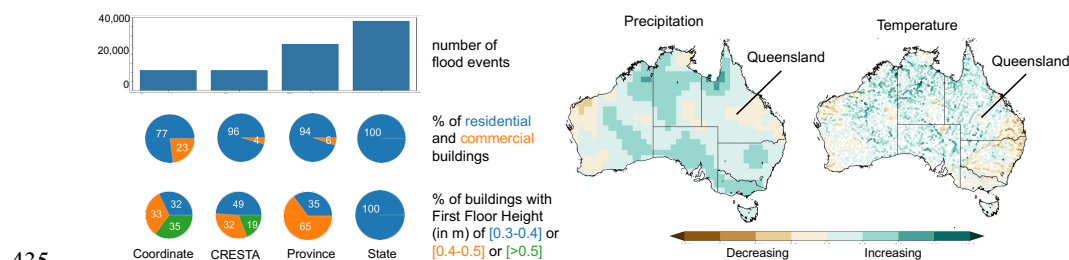 40,000
20,000
0
number of
flood events
77
23
96
4
94
6
100
% of residential
and commercial
buildings
33
32
35
49
32
19
35
65
100
% of buildings with
First Floor Height
(in m) of [0.3-0.4] or
[0.4-0.5] or [>0.5]
Coordinate
CRESTA
Province
State
Precipitation
Queensland
Temperature
Queensland
Decreasing
Increasing